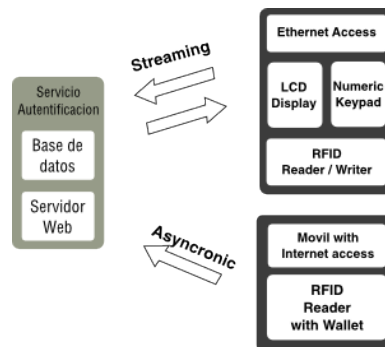 Servicio
Autentificacion
Base de
datos
Servidor
Web
Streaming
Asyncronic
Ethernet Access
LCD
Display
Numeric
Keypad
RFID
Reader / Writer
Movil with
Internet access
RFID
Reader
with Wallet